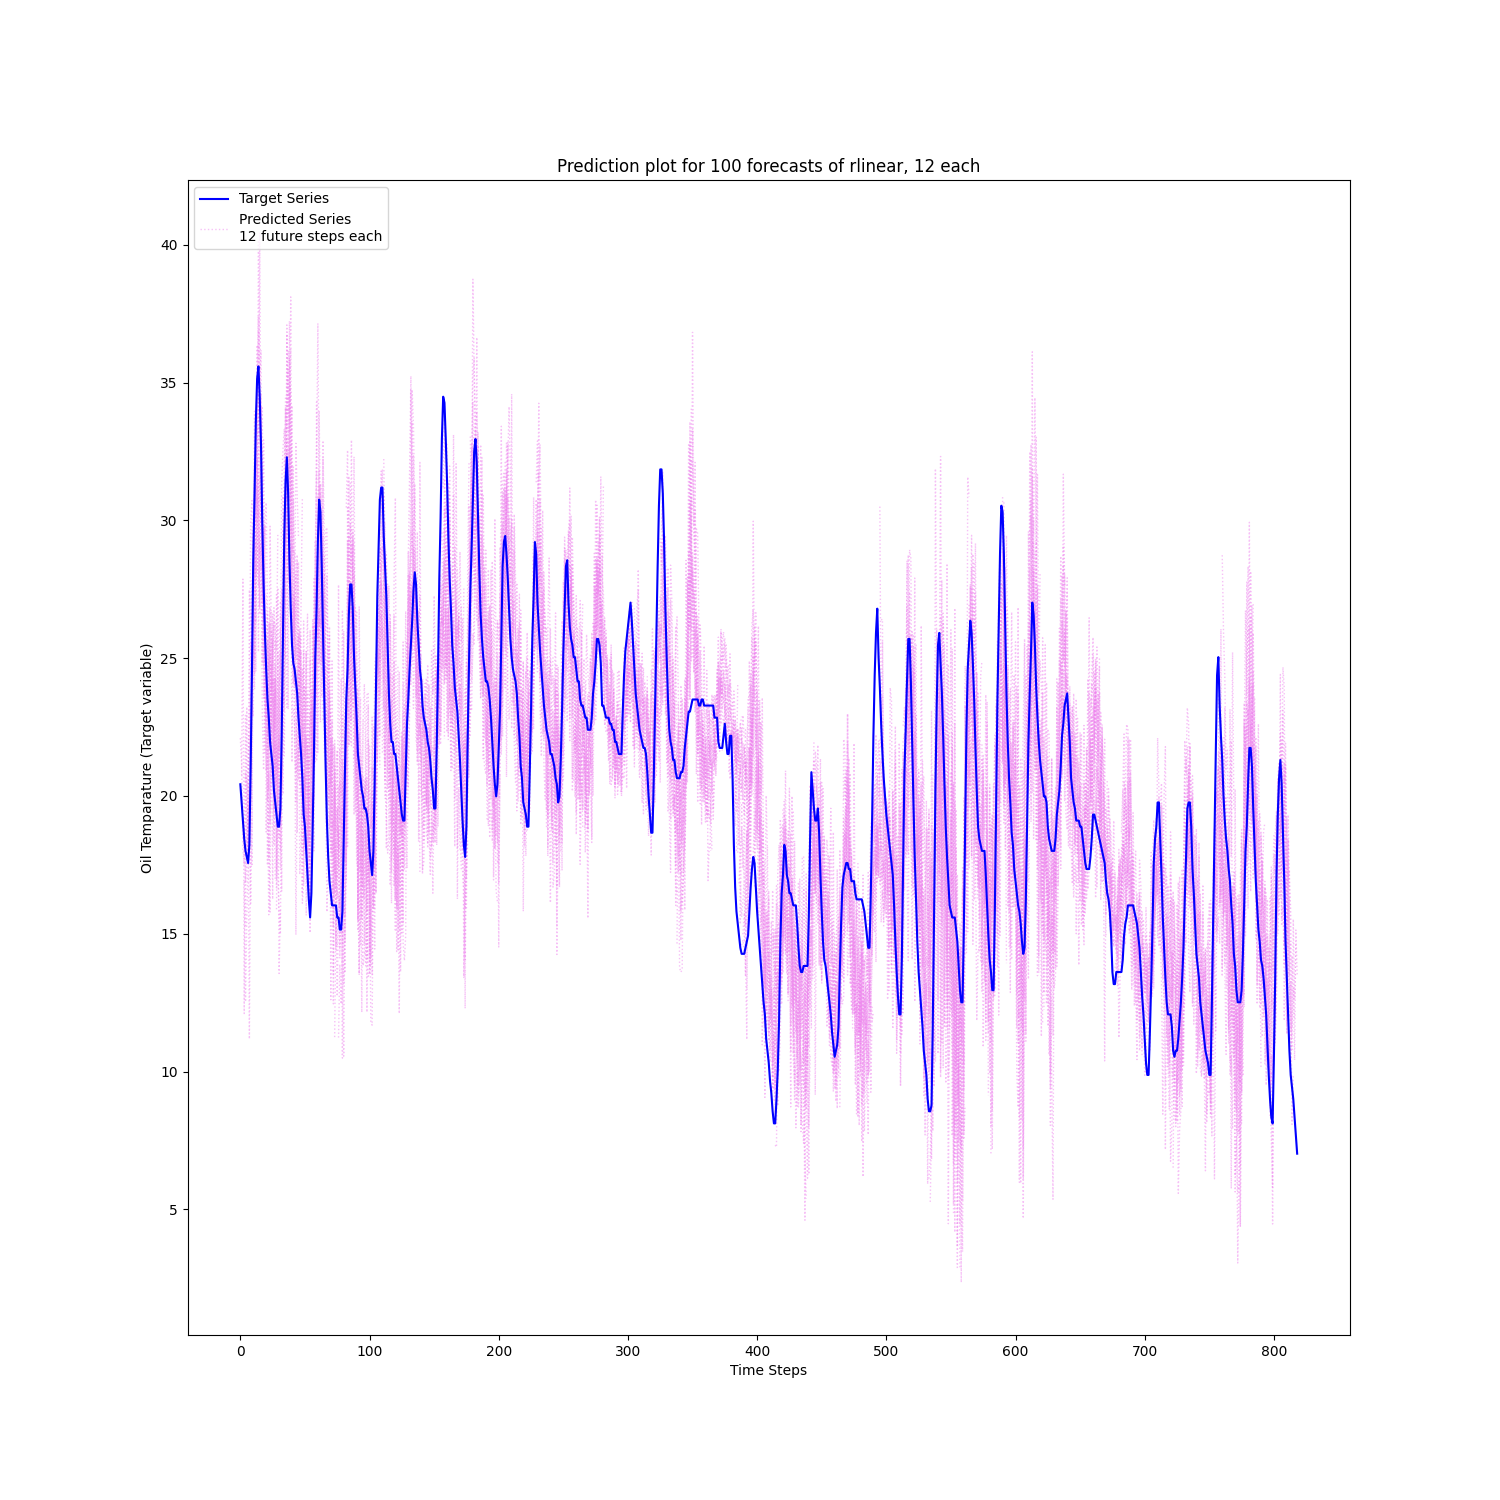 Prediction plot for 100 forecasts of rlinear, 12 each
Target Series
Predicted Series
12 future steps each
Oil Temparature (Target variable)
40
35
30
25
20
15
10
5
0 100 200 300 400 500 600 700 800
Time Steps